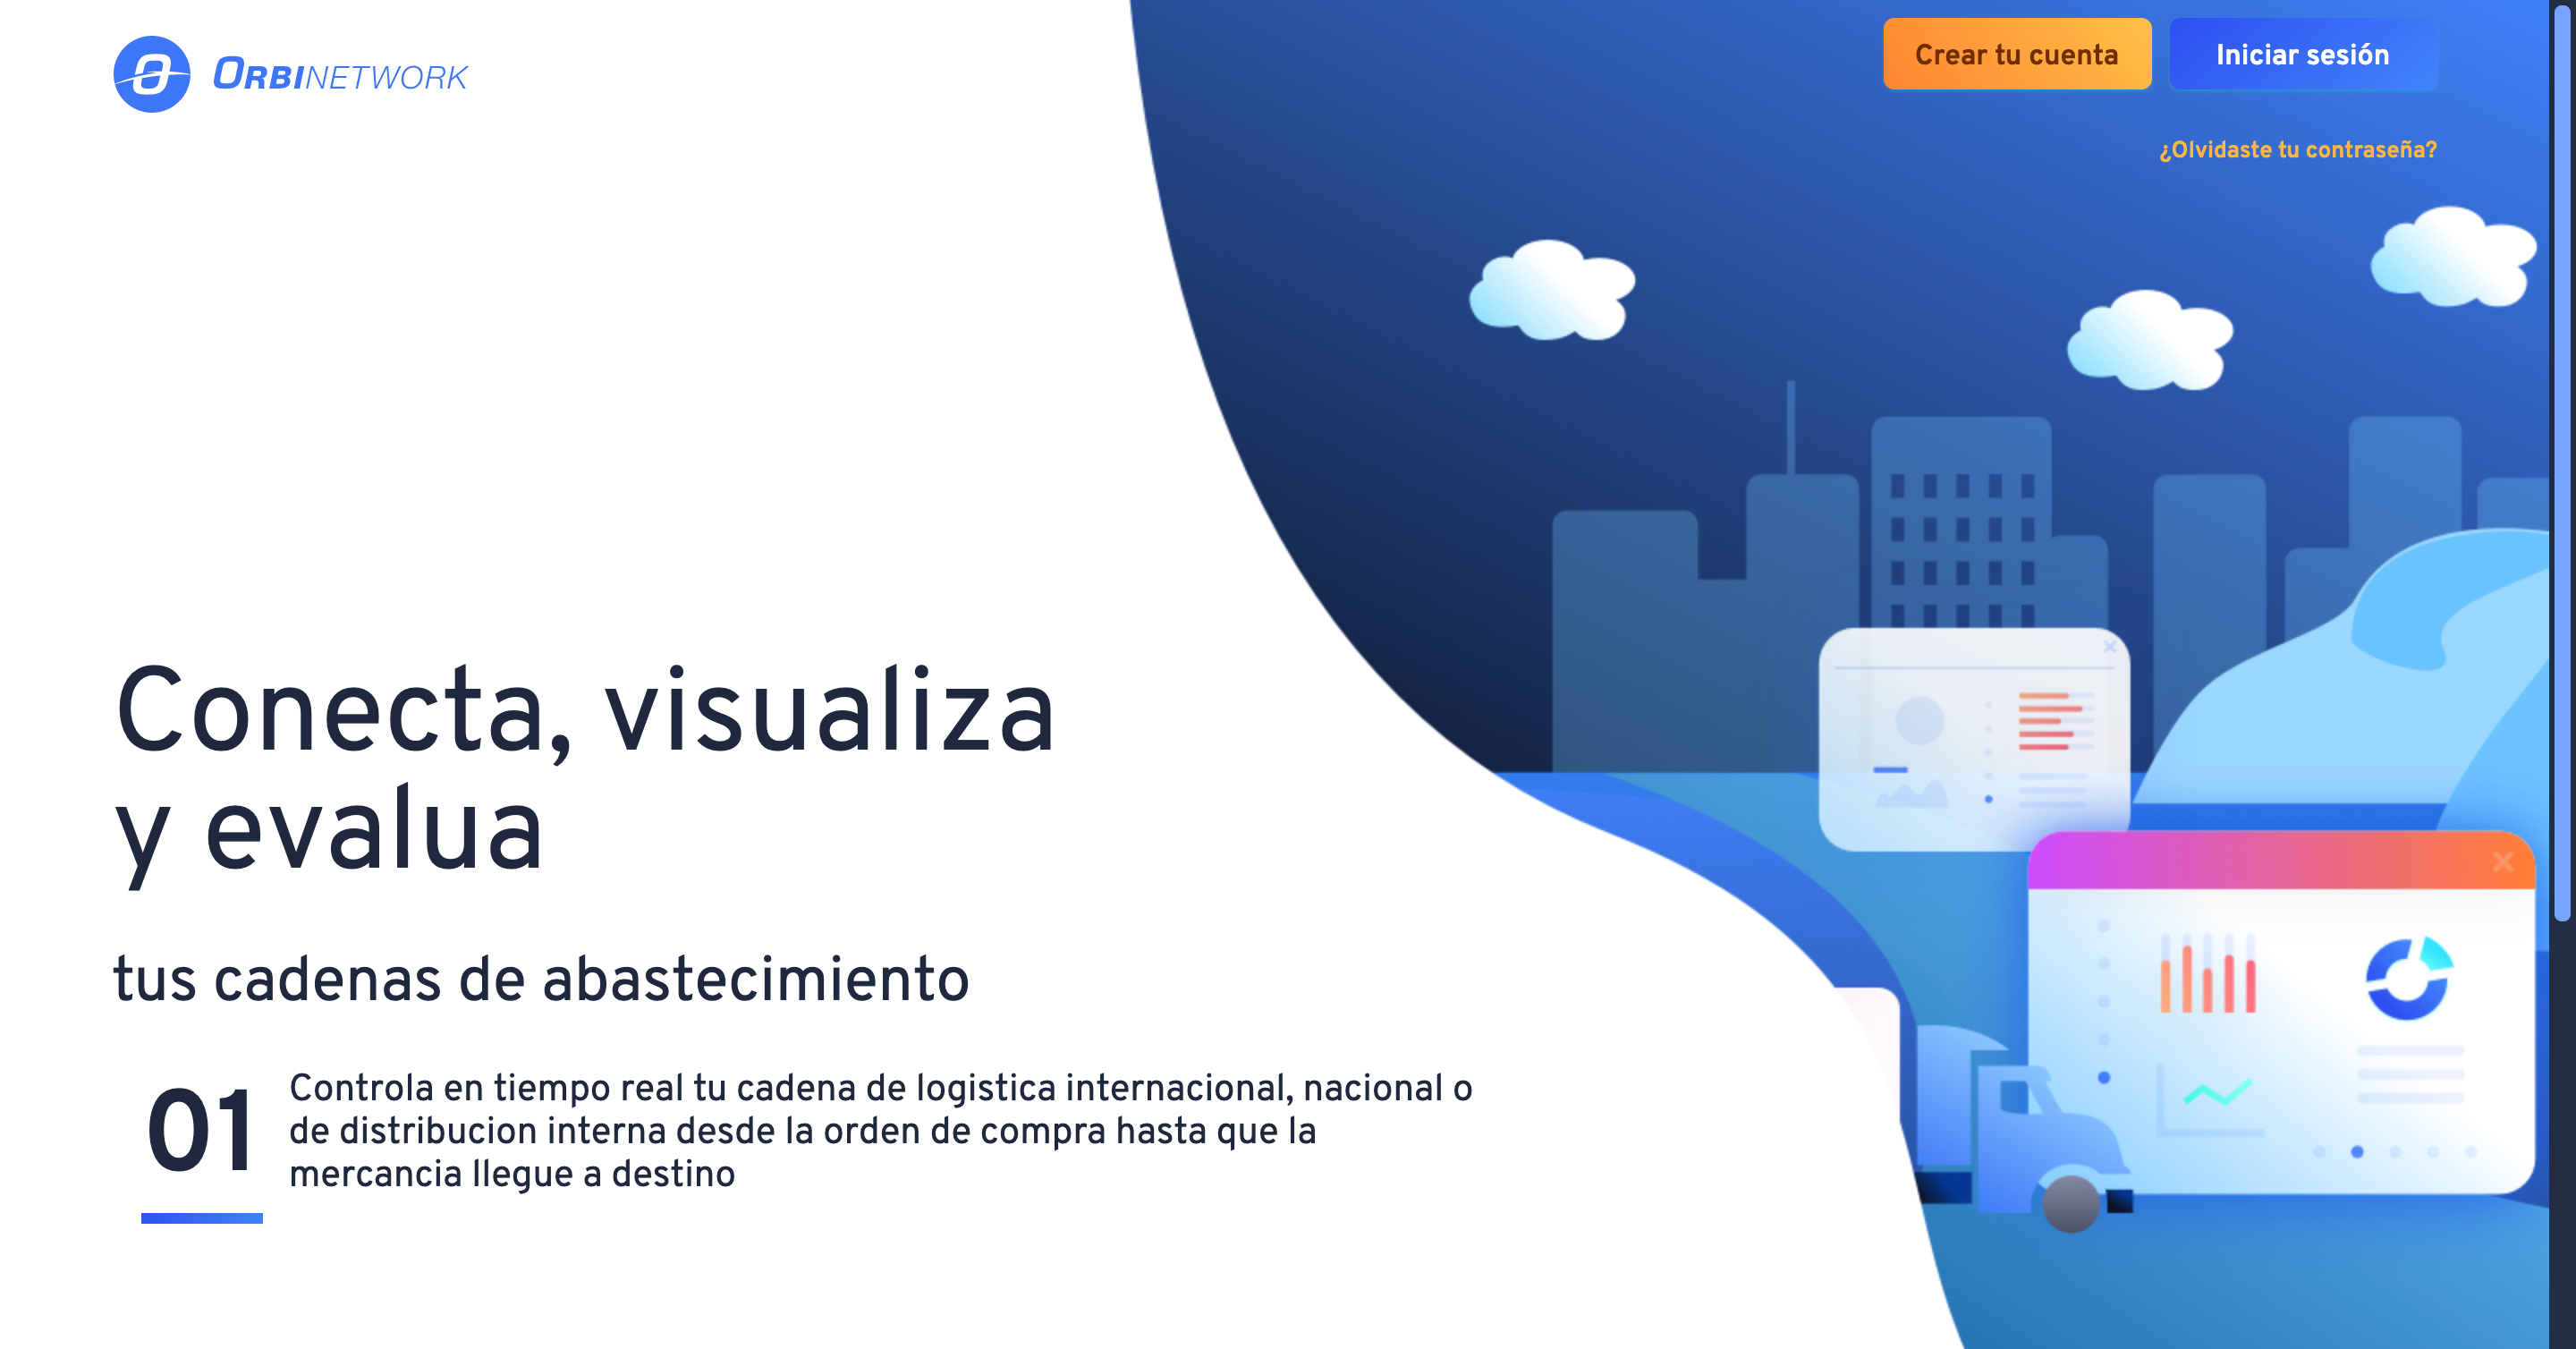 ORBINETWORK
Crear tu cuenta
Iniciar sesión
¿Olvidaste tu contraseña?
Conecta, visualiza
y evalua
tus cadenas de abastecimiento
01
Controla en tiempo real tu cadena de logistica internacional, nacional o
de distribucion interna desde la orden de compra hasta que la
mercancia llegue a destino